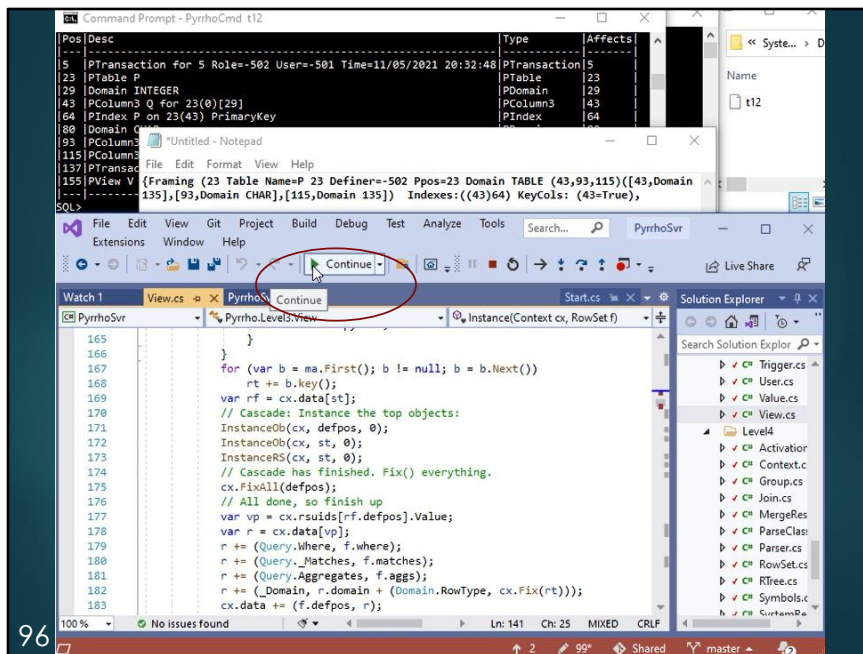 Command Prompt - PyrrhoCmd t12
|Pos|Desc |Type |Affects|
|5 |PTransaction for 5 Role=-502 User=-501 Time=11/05/2021 20:32:48|PTransaction|5 |
|23 |PTable P |PTable |23 |
|29 |Domain INTEGER |PDomain |29 |
|43 |PColumn3 Q for 23(0)[29] |PColumn3 |43 |
|64 |PIndex P on 23(43) PrimaryKey |PIndex |64 |
|80 |Domain
|93 |PColumn3
|115|PColumn3
|137|PTransac
|155|PView V
SQL>
« Syste... › D
Name
t12
*Untitled - Notepad
File Edit Format View Help
{Framing (23 Table Name=P 23 Definer=-502 Ppos=23 Domain TABLE (43,93,115)([43,Domain
135],[93,Domain CHAR],[115,Domain 135]) Indexes:((43)64) KeyCols: (43=True),
File Edit View Git Project Build Debug Test Analyze Tools Search... PyrrhoSvr
Extensions Window Help
Continue
Live Share
Watch 1 View.cs PyrrhoSv Start.cs
Continue
Solution Explorer
PyrrhoSvr Pyrrho.Level3.View Instance(Context cx, RowSet f)
Search Solution Explor
165 }
166 }
167 for (var b = ma.First(); b != null; b = b.Next())
168 rt += b.key();
169 var rf = cx.data[st];
170 // Cascade: Instance the top objects:
171 InstanceOb(cx, defpos, 0);
172 InstanceOb(cx, st, 0);
173 InstanceRS(cx, st, 0);
174 // Cascade has finished. Fix() everything.
175 cx.FixAll(defpos);
176 // All done, so finish up
177 var vp = cx.rsuids[rf.defpos].Value;
178 var r = cx.data[vp];
179 r += (Query.Where, f.where);
180 r += (Query._Matches, f.matches);
181 r += (Query.Aggregates, f.aggs);
182 r += (_Domain, r.domain + (Domain.RowType, cx.Fix(rt)));
183 cx.data += (f.defpos, r);
C# Trigger.cs
C# User.cs
C# Value.cs
C# View.cs
Level4
C# Activation
C# Context.c
C# Group.cs
C# Join.cs
C# MergeRes
C# ParseClas
C# Parser.cs
C# RowSet.cs
C# RTree.cs
C# Symbols.c
C# SystemRe
100 % No issues found Ln: 141 Ch: 25 MIXED CRLF
2 99* Shared master 2
96